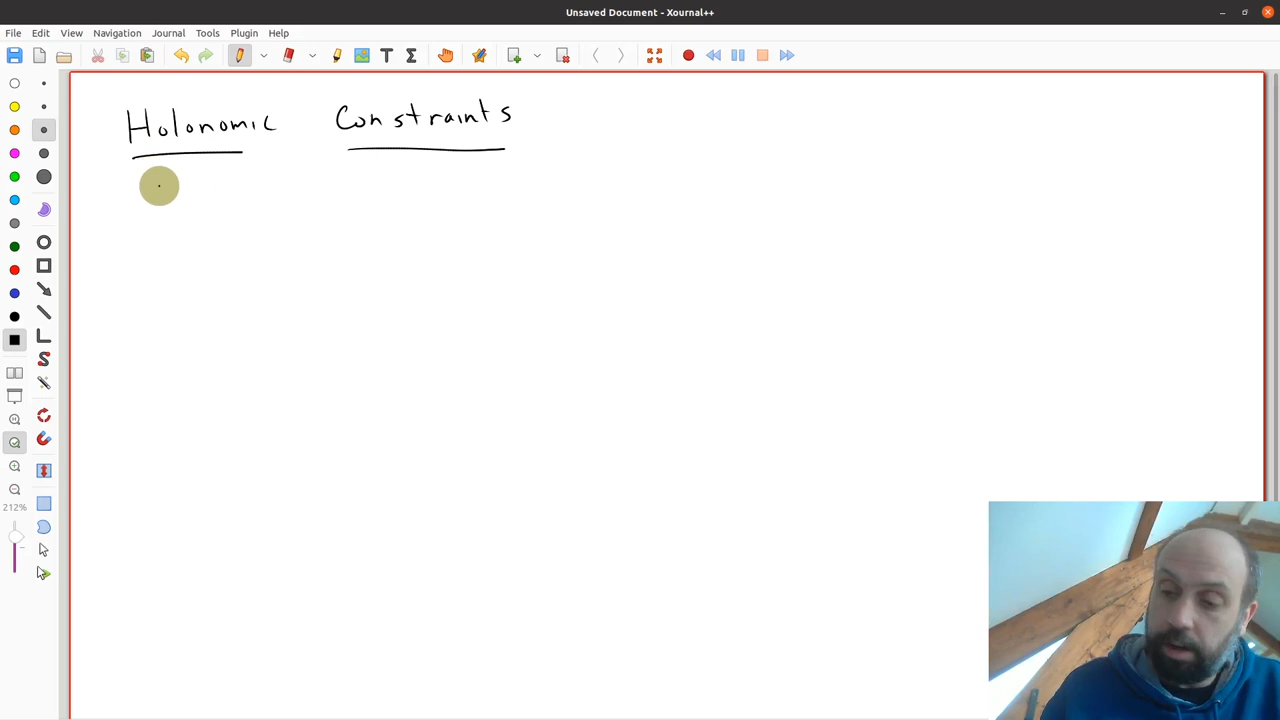 Unsaved Document - Xournal++
File Edit View Navigation Journal Tools Plugin Help
Holonomic Constraints
212%